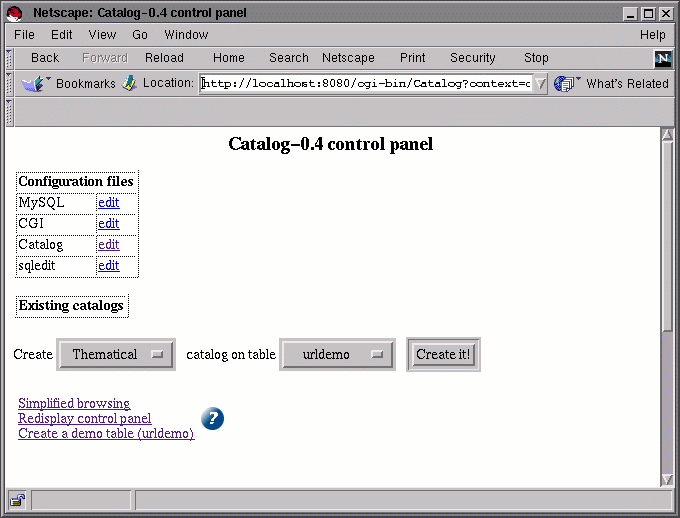 Netscape: Catalog-0.4 control panel
File Edit View Go Window Help
Back Forward Reload Home Search Netscape Print Security Stop N
Bookmarks Location: http://localhost:8080/cgi-bin/Catalog?context=c What's Related
Catalog-0.4 control panel
Configuration files
MySQL edit
CGI edit
Catalog edit
sqledit edit
Existing catalogs
Create Thematical catalog on table urldemo Create it!
Simplified browsing
Redisplay control panel ?
Create a demo table (urldemo)